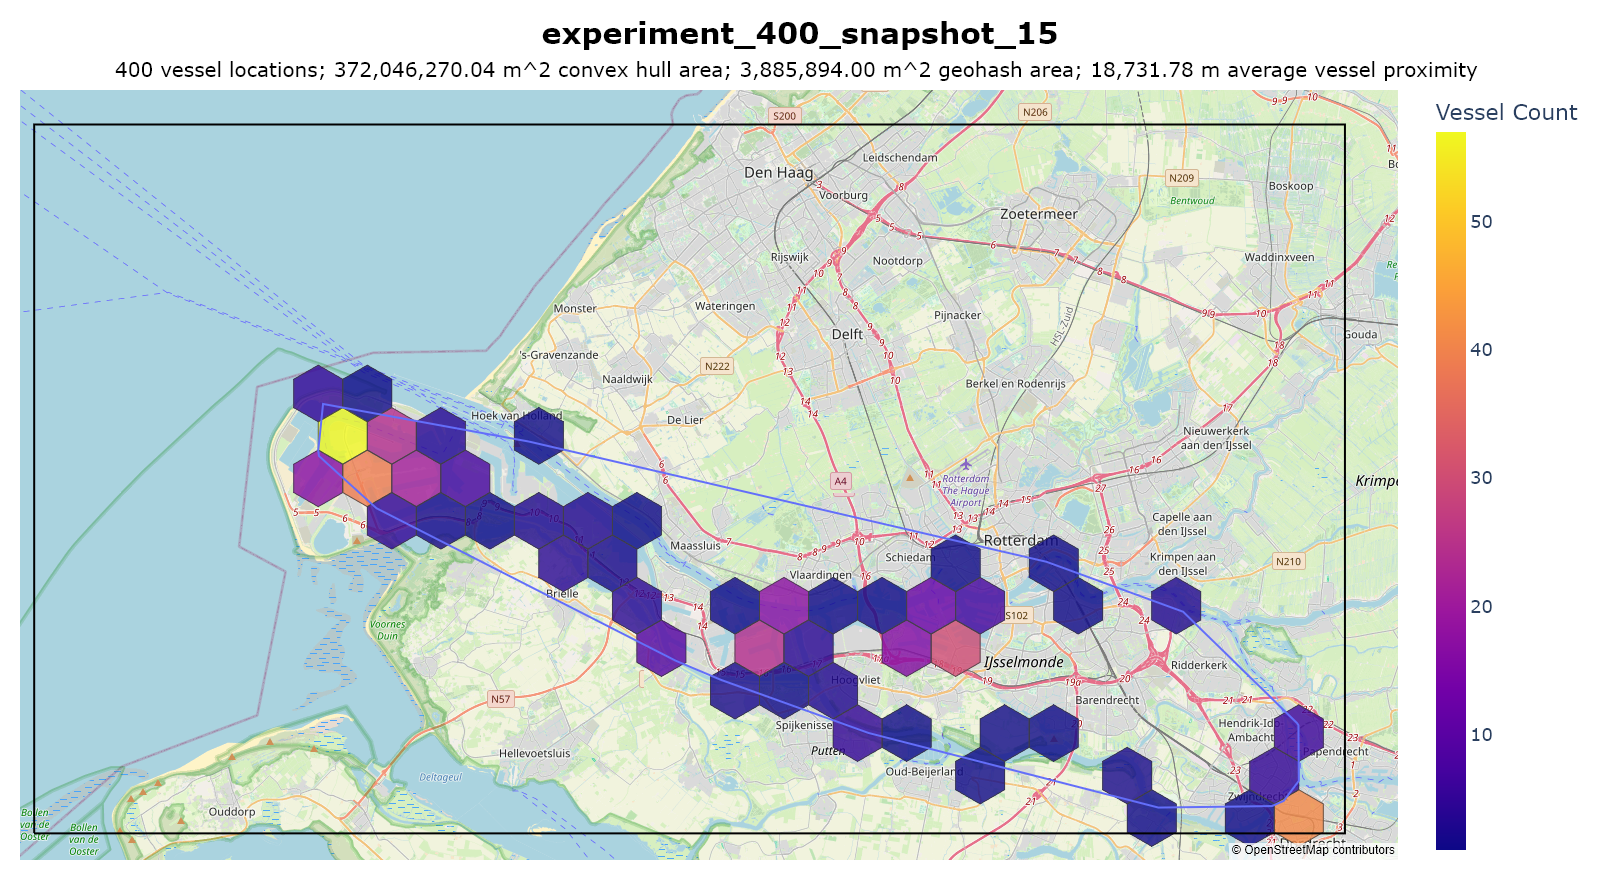 experiment_400_snapshot_15
400 vessel locations; 372,046,270.04 m^2 convex hull area; 3,885,894.00 m^2 geohash area; 18,731.78 m average vessel proximity
Vessel Count
50
40
30
20
10
S200
N206
Leidschendam
Den Haag
Voorburg
N209
Boskoop
Bentwoud
Zoetermeer
Rijswijk
Nootdorp
Waddinxveen
Monster
Wateringen
Pijnacker
HSL-Zuid
Delft
Gouda
's-Gravenzande
N222
Naaldwijk
Berkel en Rodenrijs
Hoek van Holland
De Lier
Nieuwerkerk
aan den IJssel
A4
Rotterdam
The Hague
Airport
Krimpe
Capelle aan
den IJssel
Maassluis
Rotterdam
Schiedam
Krimpen aan
den IJssel
N210
Vlaardingen
Brielle
S102
Voornes
Duin
IJsselmonde
Ridderkerk
Hoogvliet
N57
Barendrecht
Spijkenisse
Hendrik-Ido-
Ambacht
Putten
Papendrecht
Hellevoetsluis
Oud-Beijerland
Deltageul
Zwijndrecht
Ouddorp
Bollen
van de
Ooster
Bollen
van de
Ooster
© OpenStreetMap contributors